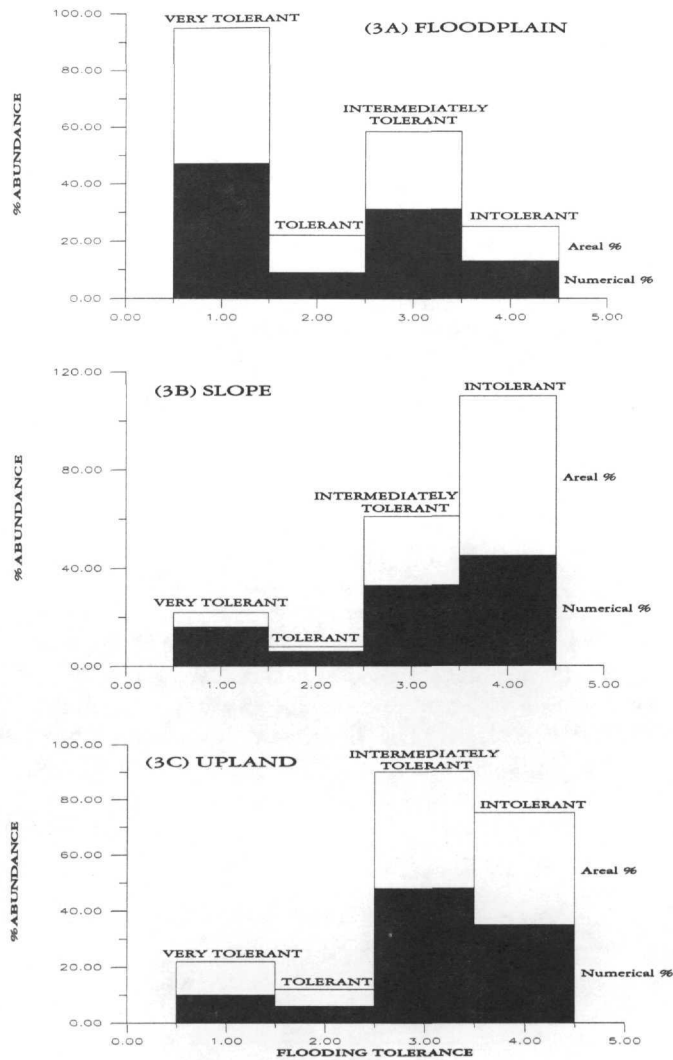 (3A) FLOODPLAIN
% ABUNDANCE
100.00
80.00
60.00
40.00
20.00
0.00
VERY TOLERANT
TOLERANT
INTERMEDIATELY
TOLERANT
INTOLERANT
Areal %
Numerical %
0.00 1.00 2.00 3.00 4.00 5.00
(3B) SLOPE
% ABUNDANCE
120.00
80.00
40.00
0.00
VERY TOLERANT
TOLERANT
INTERMEDIATELY
TOLERANT
INTOLERANT
Areal %
Numerical %
0.00 1.00 2.00 3.00 4.00 5.00
(3C) UPLAND
% ABUNDANCE
100.00
80.00
60.00
40.00
20.00
0.00
VERY TOLERANT
TOLERANT
INTERMEDIATELY
TOLERANT
INTOLERANT
Areal %
Numerical %
0.00 1.00 2.00 3.00 4.00 5.00
FLOODING TOLERANCE